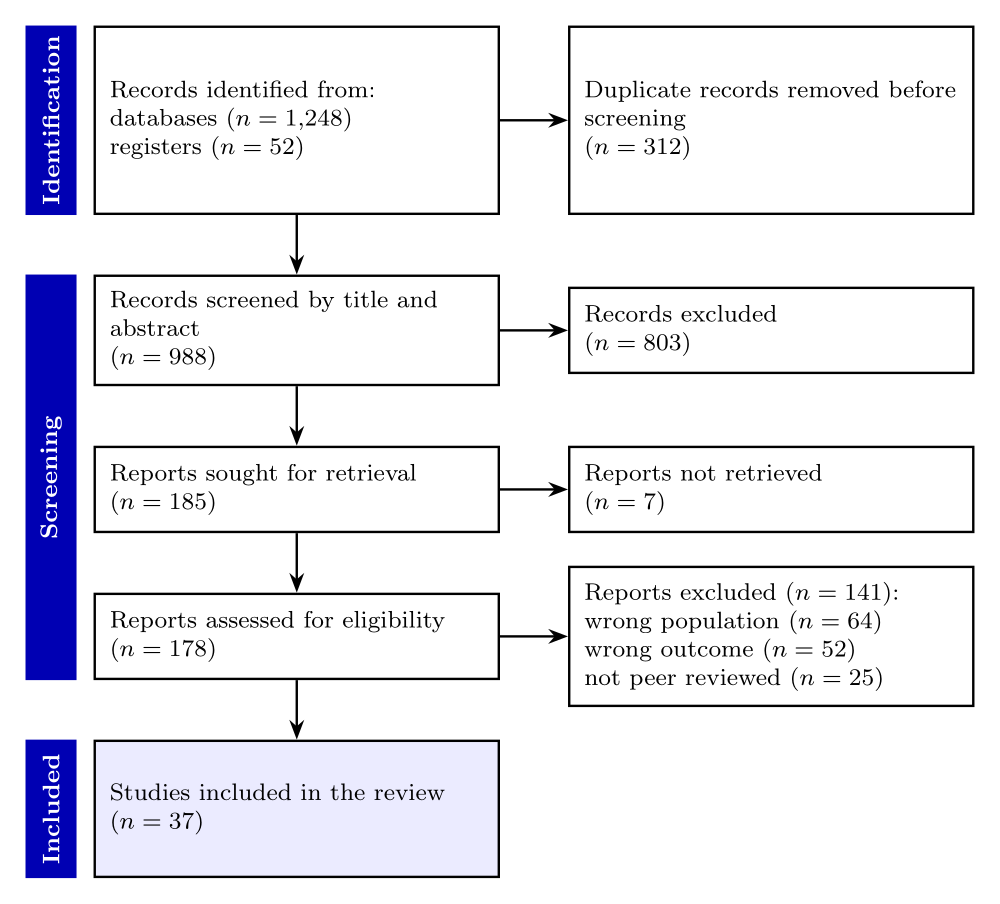 Identification
Records identified from:
databases (n = 1,248)
registers (n = 52)
Duplicate records removed before
screening
(n = 312)
Screening
Records screened by title and
abstract
(n = 988)
Records excluded
(n = 803)
Reports sought for retrieval
(n = 185)
Reports not retrieved
(n = 7)
Reports assessed for eligibility
(n = 178)
Reports excluded (n = 141):
wrong population (n = 64)
wrong outcome (n = 52)
not peer reviewed (n = 25)
Included
Studies included in the review
(n = 37)